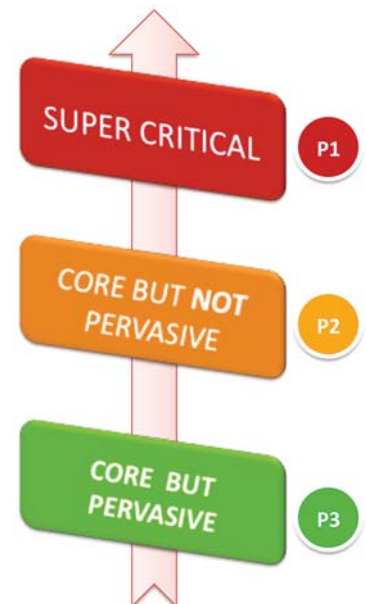 SUPER CRITICAL
P1
CORE BUT NOT
PERVASIVE
P2
CORE BUT
PERVASIVE
P3